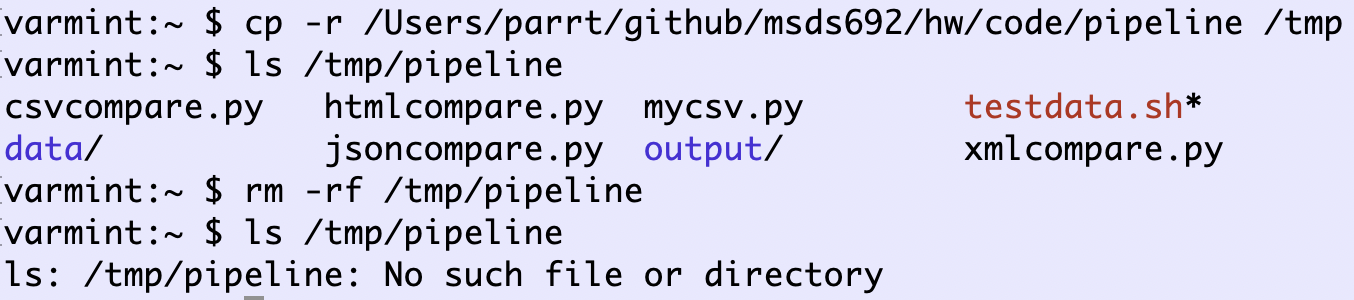 varmint:~ $ cp -r /Users/parrt/github/msds692/hw/code/pipeline /tmp
varmint:~ $ ls /tmp/pipeline
csvcompare.py   htmlcompare.py  mycsv.py        testdata.sh*
data/           jsoncompare.py  output/         xmlcompare.py
varmint:~ $ rm -rf /tmp/pipeline
varmint:~ $ ls /tmp/pipeline
ls: /tmp/pipeline: No such file or directory